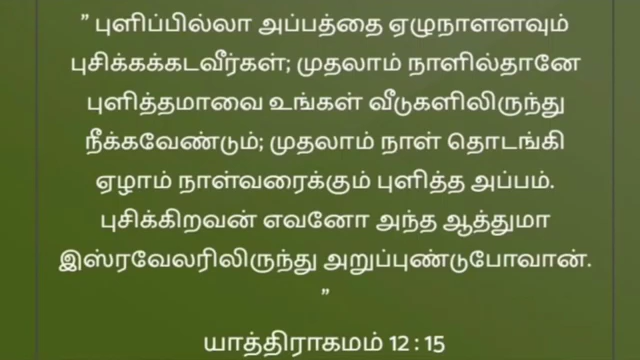 ” புளிப்பில்லா அப்பத்தை ஏழுநாளளவும்
புசிக்கக்கடவீர்கள்; முதலாம் நாளில்தானே
புளித்தமாவை உங்கள் வீடுகளிலிருந்து
நீக்கவேண்டும்; முதலாம் நாள் தொடங்கி
ஏழாம் நாள்வரைக்கும் புளித்த அப்பம்.
புசிக்கிறவன் எவனோ அந்த ஆத்துமா
இஸ்ரவேலரிலிருந்து அறுப்புண்டுபோவான்.
”
யாத்திராகமம் 12 : 15